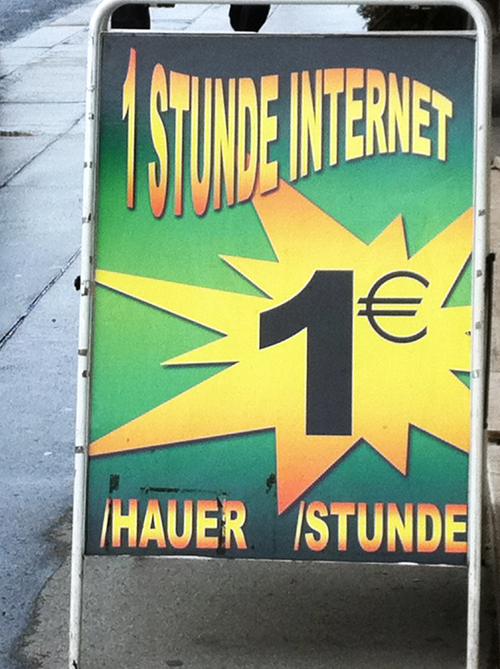 1 STUNDE INTERNET
1€
/HAUER /STUNDE